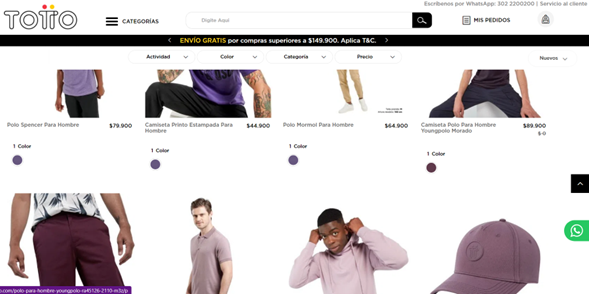 Escríbenos por WhatsApp: 302 2200200 | Servicio al cliente
TOTTO
CATEGORÍAS
Digite Aquí
MIS PEDIDOS
ENVÍO GRATIS por compras superiores a $149.900. Aplica T&C.
Actividad
Color
Categoría
Precio
Nuevos
Polo Spencer Para Hombre
$79.900
Camiseta Printo Estampada Para
Hombre
$44.900
Polo Mormol Para Hombre
$64.900
Camiseta Polo Para Hombre
Youngpolo Morado
$89.900
$ 0
1 Color
1 Color
1 Color
1 Color
o.com/polo-para-hombre-youngpolo-ra45126-2110-m3z/p